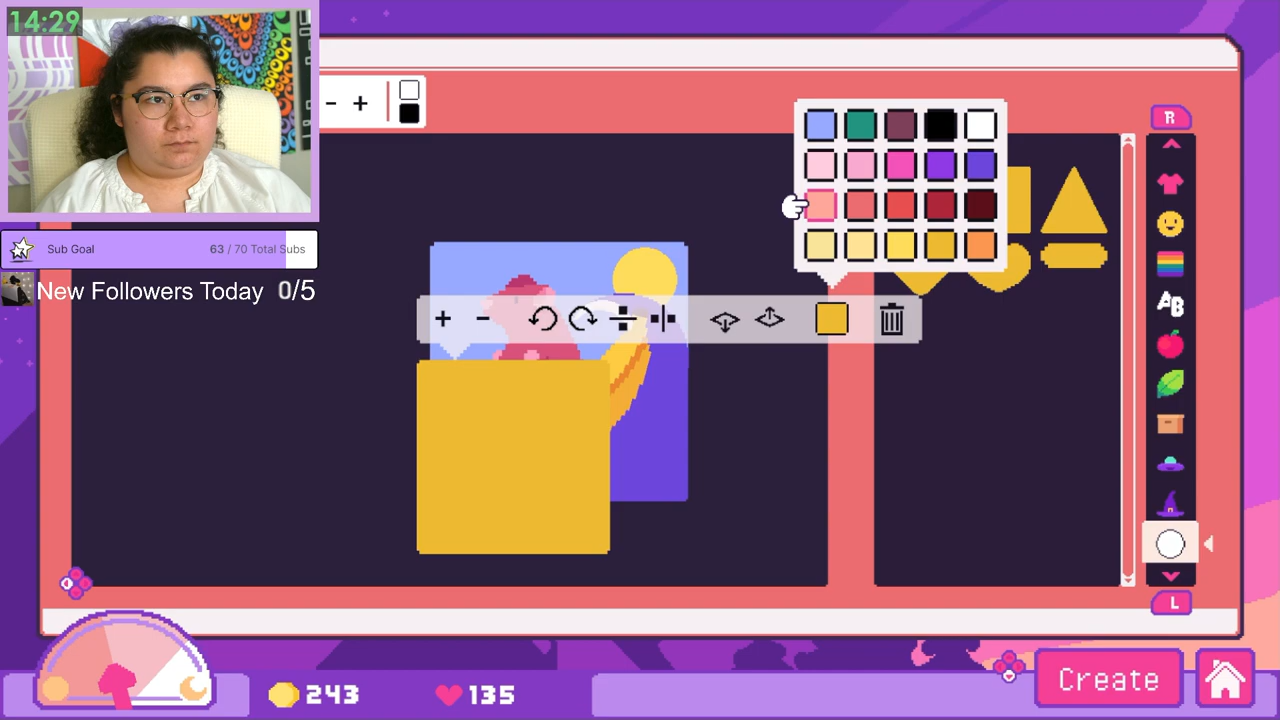 14:29
Sub Goal 63 / 70 Total Subs
New Followers Today 0/5
- +
R
+ -
AB
L
243
135
Create